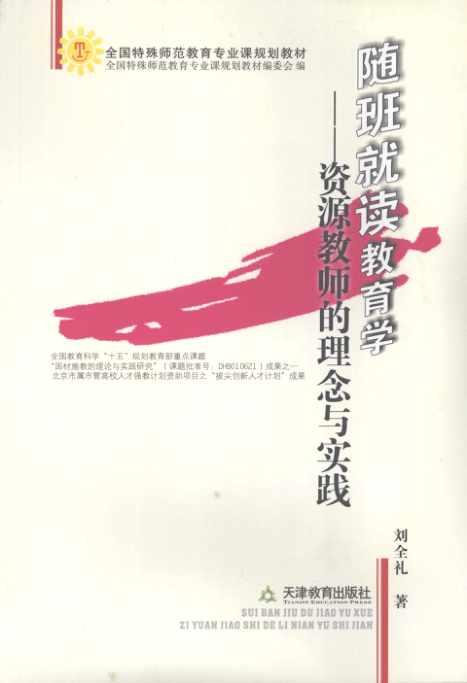 全国特殊师范教育专业课规划教材
全国特殊师范教育专业课规划教材编委会 编
随班就读教育学
——资源教师的理念与实践
全国教育科学“十五”规划教育部重点课题
“因材施教的理论与实践研究”（课题批准号：DHB010621）成果之一
北京市属市管高校人才强教计划资助项目之“拔尖创新人才计划”成果
刘全礼 著
天津教育出版社
TIANJIN EDUCATION PRESS
SUI BAN JIU DU JIAO YU XUE
ZI YUAN JIAO SHI DE LI NIAN YU SHI JIAN